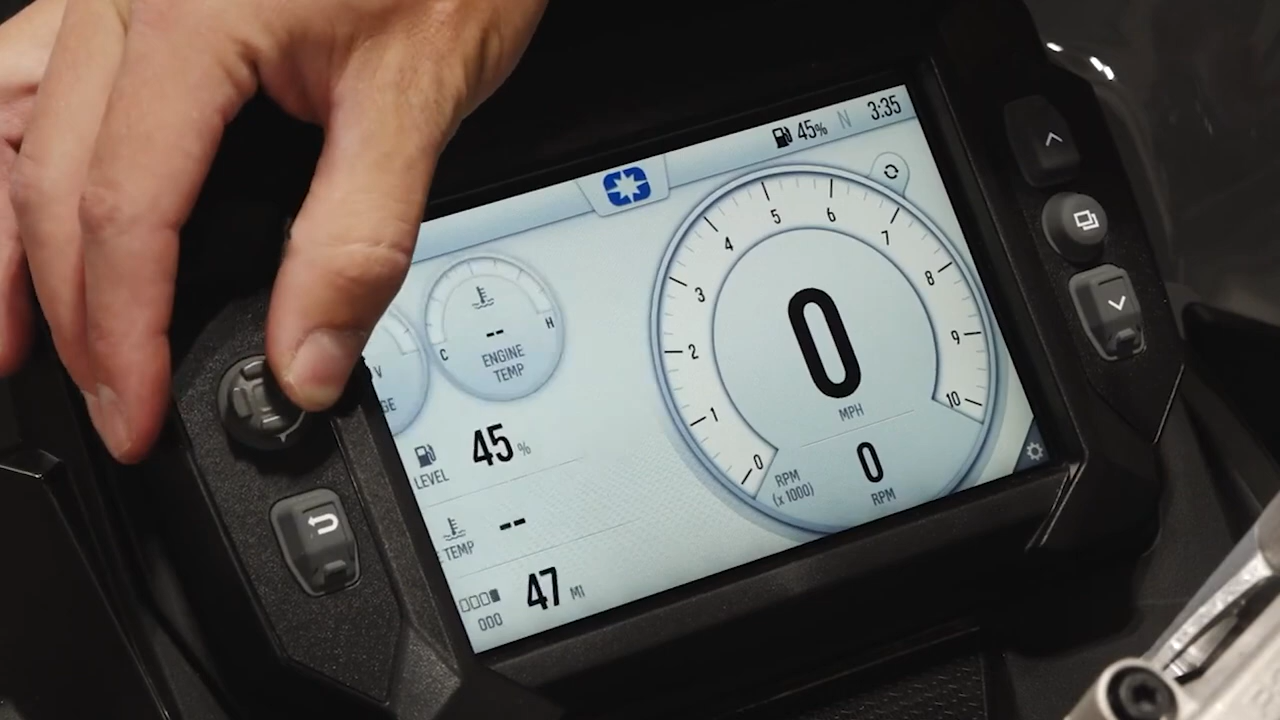 45% N 3:35
C H
--
ENGINE
TEMP
V
GE
45 %
LEVEL
--
TEMP
47 MI
000
0 1 2 3 4 5 6 7 8 9 10
0
MPH
RPM
(x 1000)
0
RPM